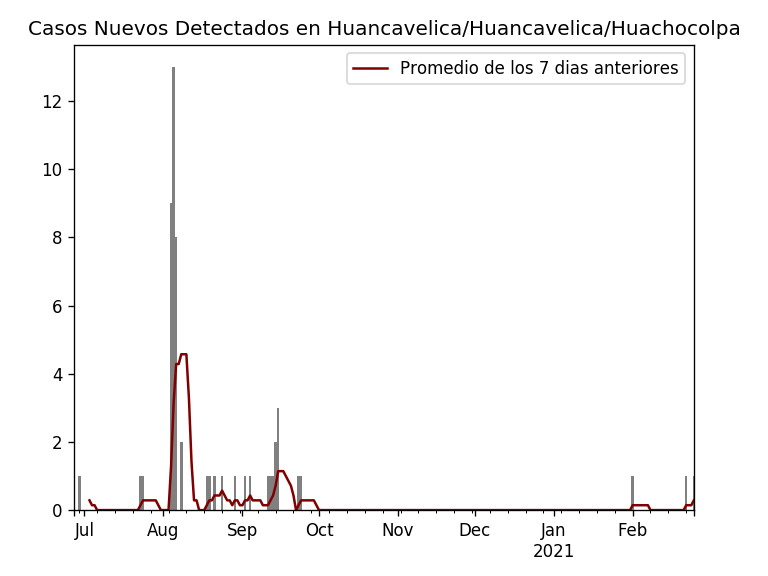 Casos Nuevos Detectados en Huancavelica/Huancavelica/Huachocolpa
Promedio de los 7 dias anteriores
12
10
8
6
4
2
0
Jul Aug Sep Oct Nov Dec Jan Feb
2021